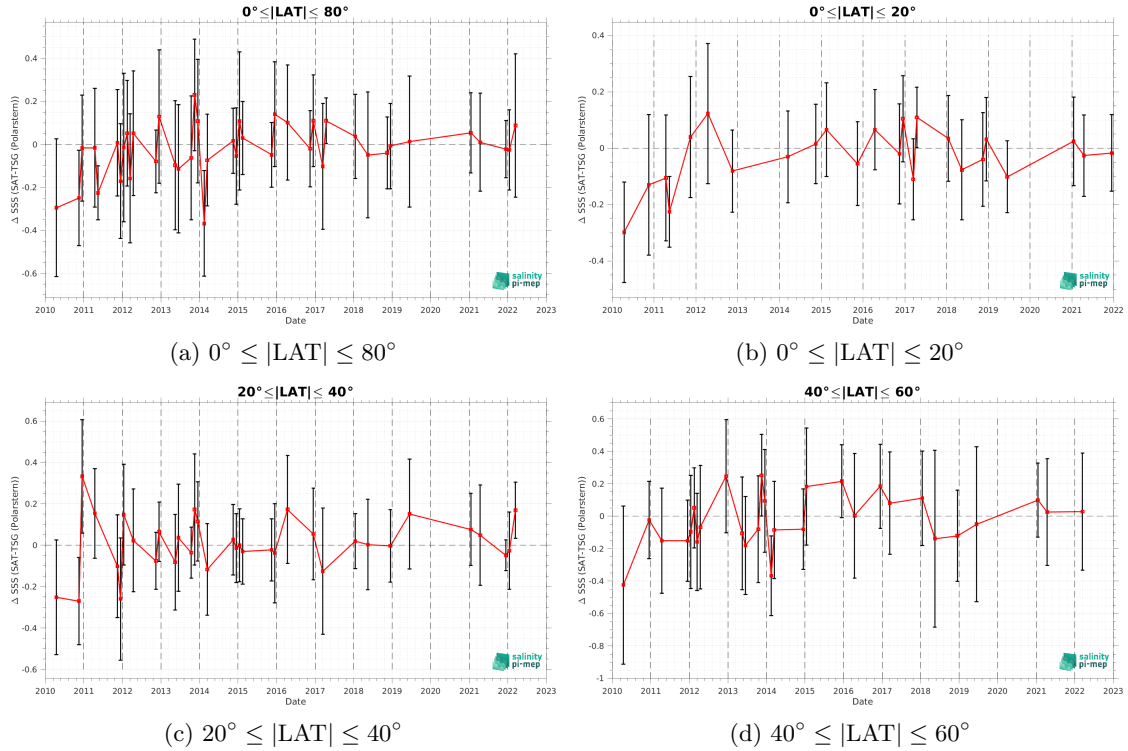 0°≤|LAT|≤ 80°
Δ SSS (SAT-TSG (Polarstern))
0.4
0.2
0
-0.2
-0.4
-0.6
2010 2011 2012 2013 2014 2015 2016 2017 2018 2019 2020 2021 2022 2023
Date
salinity
pi-mep
(a) 0° ≤ |LAT| ≤ 80°
0°≤|LAT|≤ 20°
Δ SSS (SAT-TSG (Polarstern))
0.4
0.2
0
-0.2
-0.4
2010 2011 2012 2013 2014 2015 2016 2017 2018 2019 2020 2021 2022
Date
salinity
pi-mep
(b) 0° ≤ |LAT| ≤ 20°
20°≤|LAT|≤ 40°
Δ SSS (SAT-TSG (Polarstern))
0.6
0.4
0.2
0
-0.2
-0.4
-0.6
2010 2011 2012 2013 2014 2015 2016 2017 2018 2019 2020 2021 2022 2023
Date
salinity
pi-mep
(c) 20° ≤ |LAT| ≤ 40°
40°≤|LAT|≤ 60°
Δ SSS (SAT-TSG (Polarstern))
0.6
0.4
0.2
0
-0.2
-0.4
-0.6
-0.8
-1
2010 2011 2012 2013 2014 2015 2016 2017 2018 2019 2020 2021 2022 2023
Date
salinity
pi-mep
(d) 40° ≤ |LAT| ≤ 60°